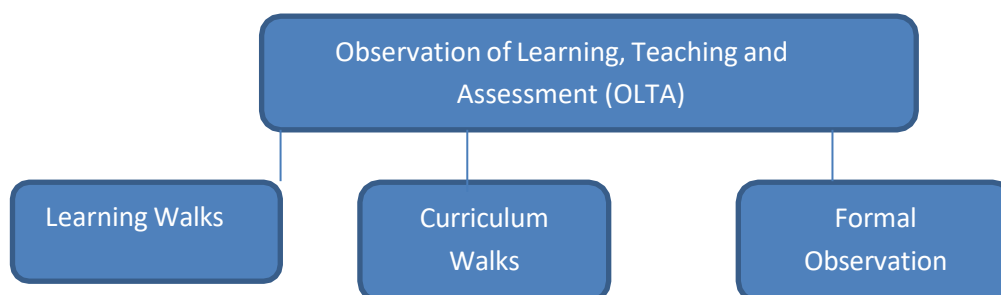 Observation of Learning, Teaching and
Assessment (OLTA)
Learning Walks
Curriculum
Walks
Formal
Observation